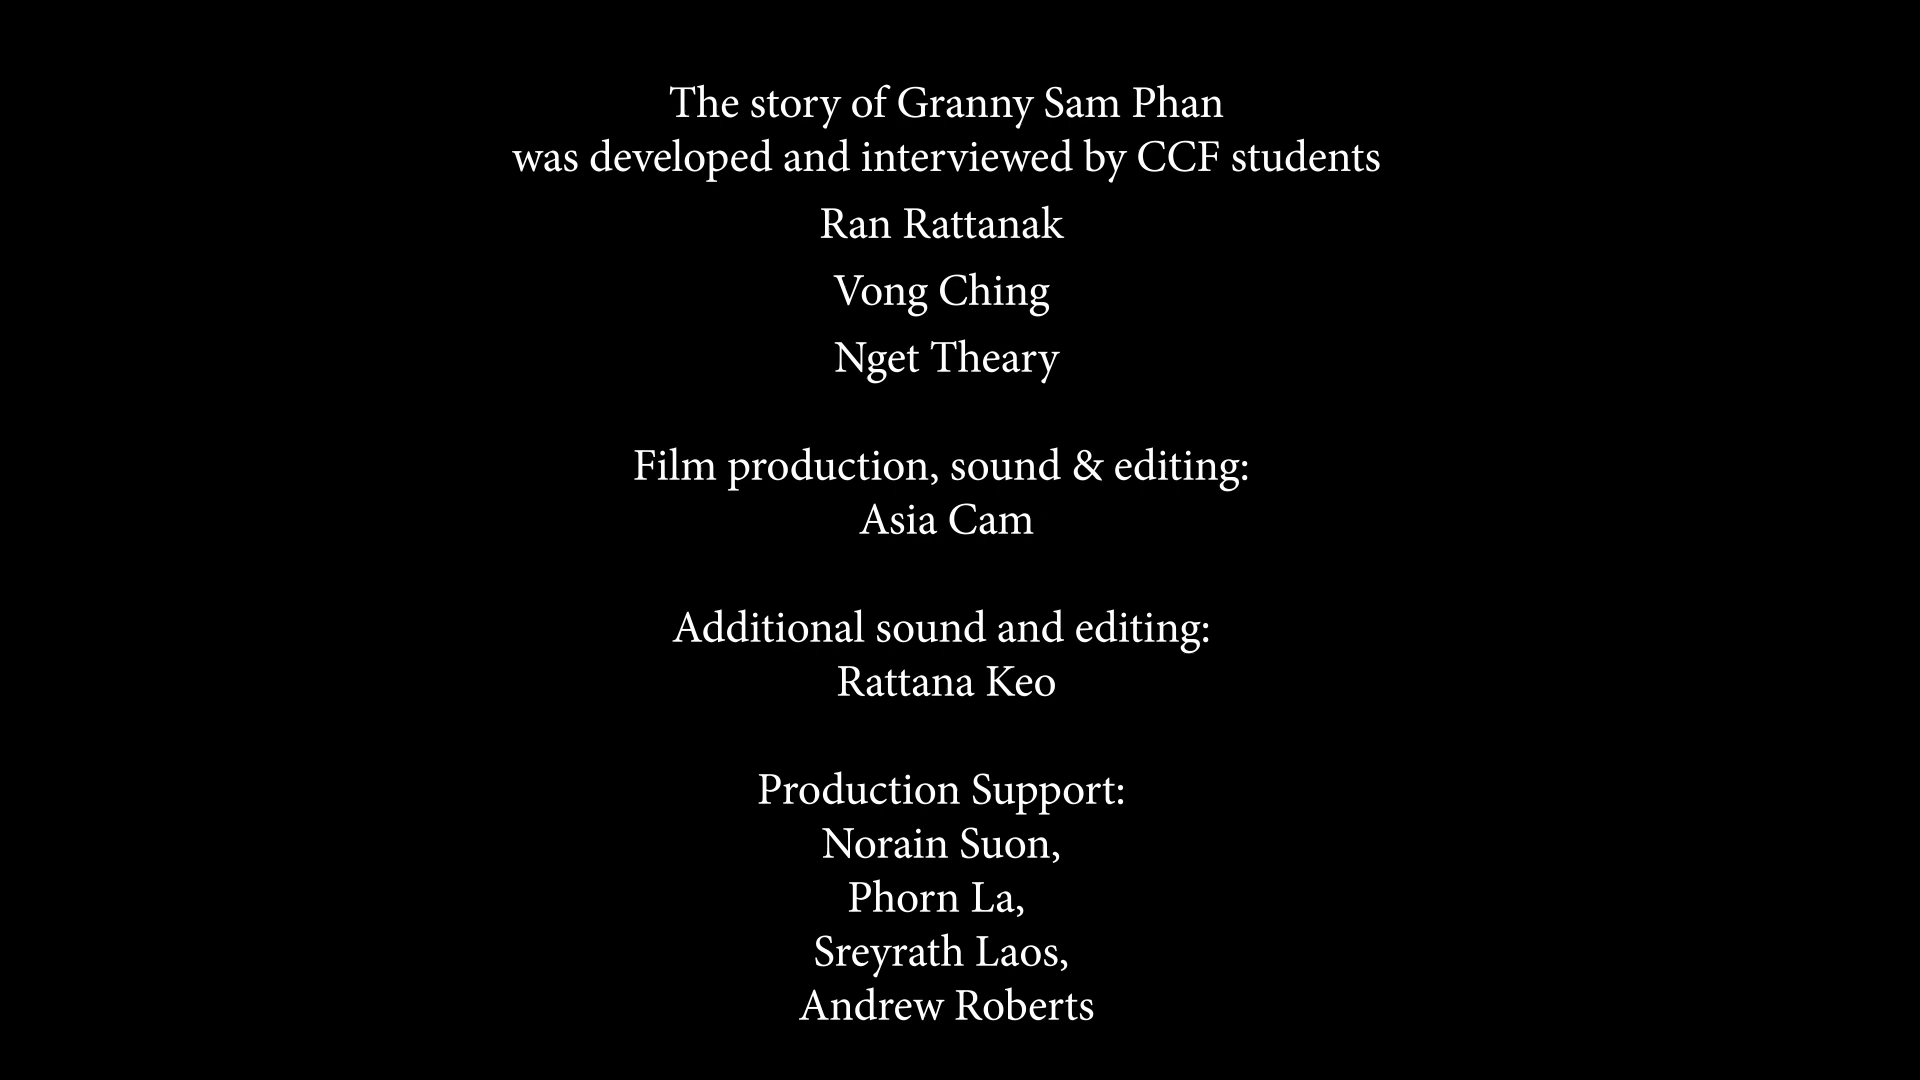 The story of Granny Sam Phan
was developed and interviewed by CCF students
Ran Rattanak
Vong Ching
Nget Theary
Film production, sound & editing:
Asia Cam
Additional sound and editing:
Rattana Keo
Production Support:
Norain Suon,
Phorn La,
Sreyrath Laos,
Andrew Roberts